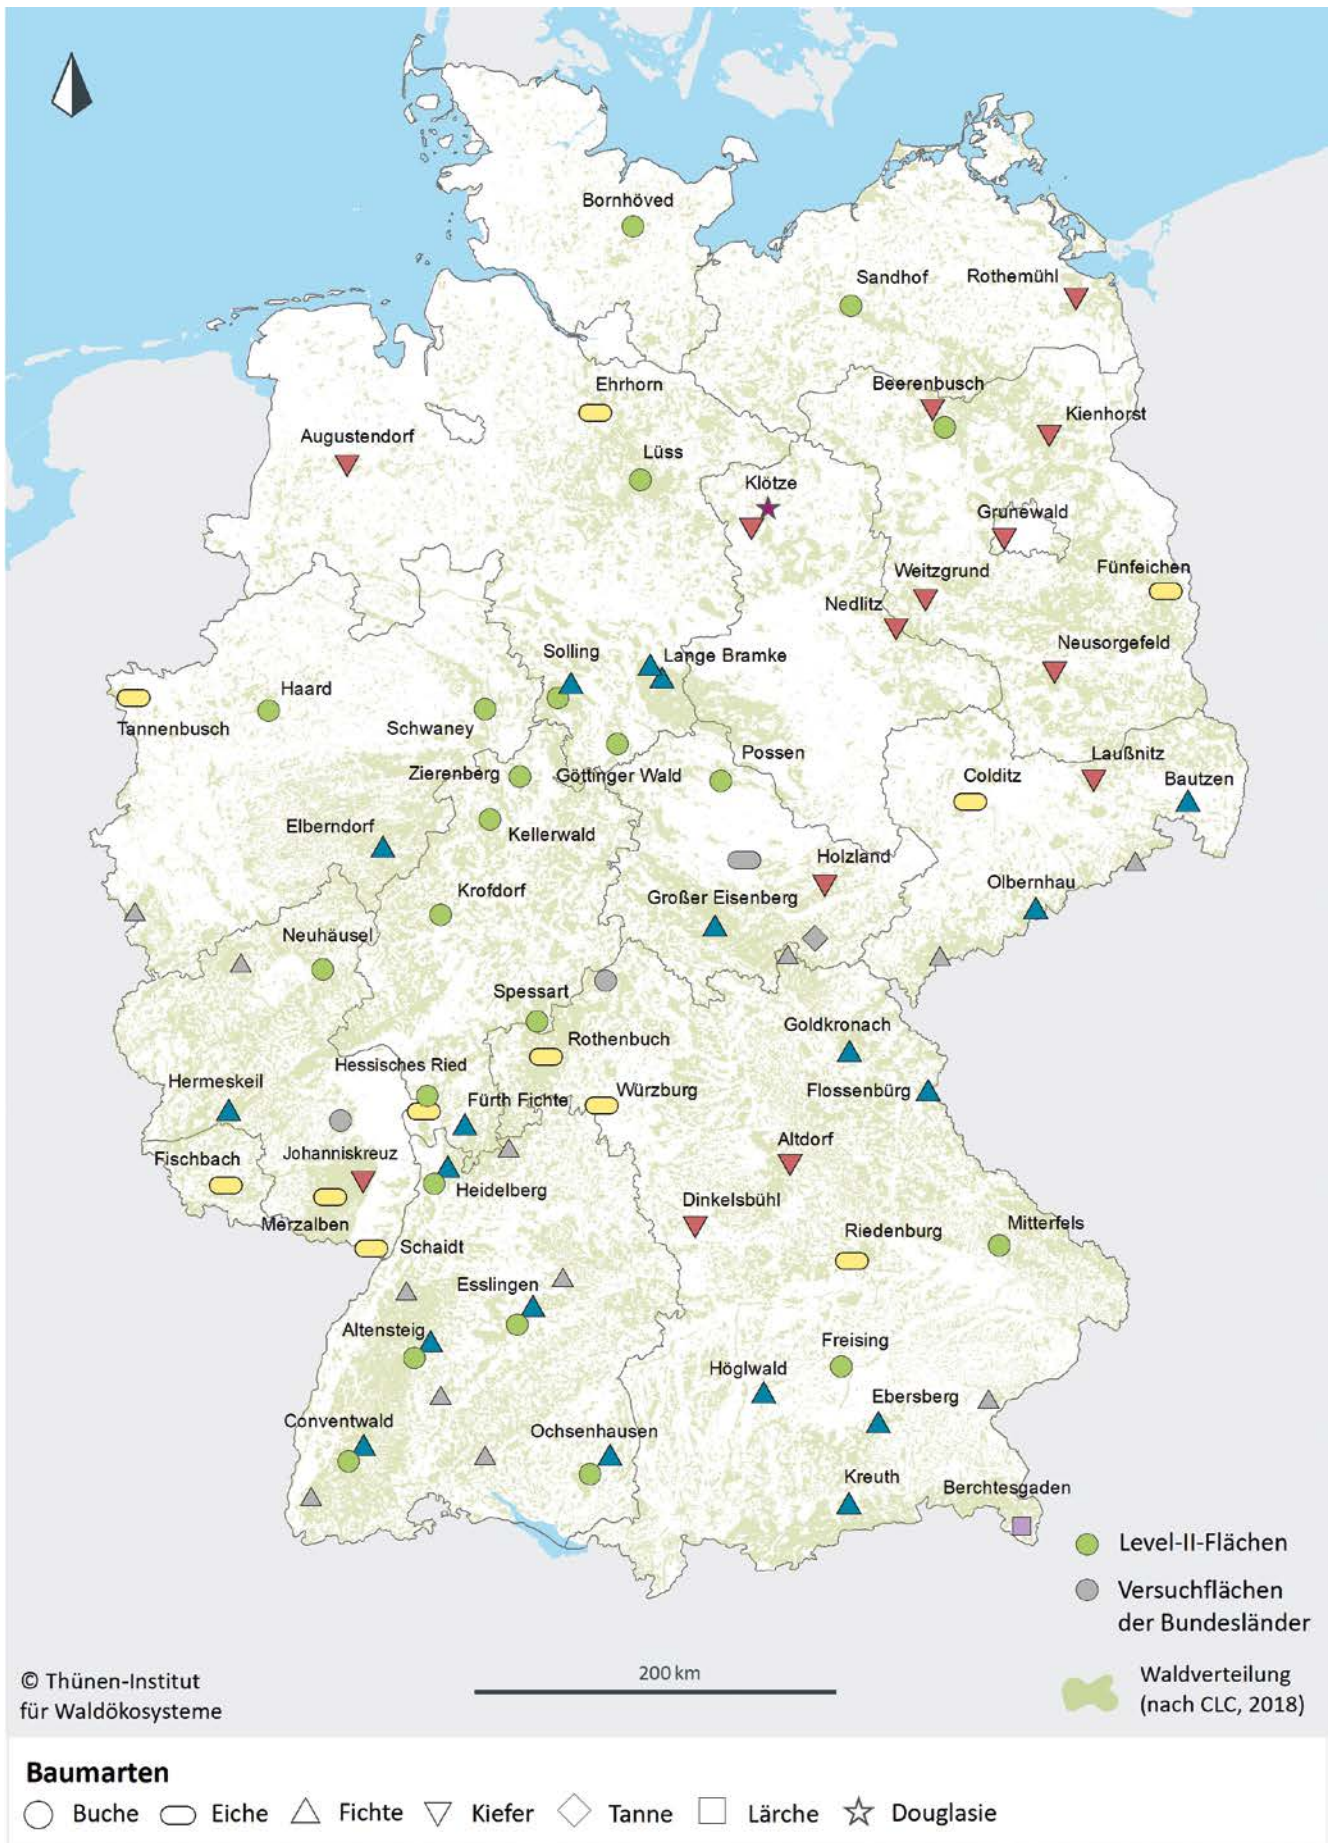 Bornhöved
Sandhof
Rothemühl
Ehrhorn
Beerenbusch
Kienhorst
Augustendorf
Lüss
Klötze
Grunewald
Weitzgrund
Fünfeichen
Nedlitz
Neusorgefeld
Solling
Lange Bramke
Haard
Tannenbusch
Schwaney
Possen
Laußnitz
Zierenberg
Göttinger Wald
Colditz
Bautzen
Elberndorf
Kellerwald
Holzland
Krofdorf
Großer Eisenberg
Olbernhau
Neuhäusel
Spessart
Goldkronach
Rothenbuch
Hessisches Ried
Hermeskeil
Fürth Fichte
Würzburg
Flossenbürg
Altdorf
Fischbach
Johanniskreuz
Heidelberg
Dinkelsbühl
Merzalben
Riedenburg
Mitterfels
Schaidt
Esslingen
Altensteig
Freising
Höglwald
Ebersberg
Conventwald
Ochsenhausen
Kreuth
Berchtesgaden
Level-II-Flächen
Versuchflächen
der Bundesländer
Waldverteilung
(nach CLC, 2018)
200 km
© Thünen-Institut
für Waldökosysteme
Baumarten
Buche Eiche Fichte Kiefer Tanne Lärche Douglasie